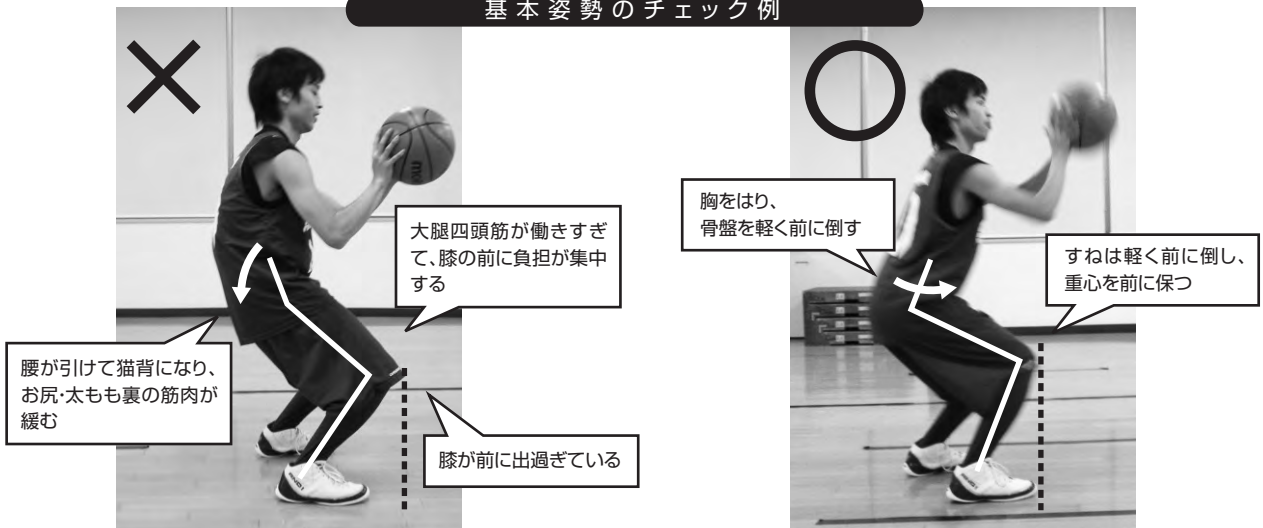 基本姿勢のチェック例
大腿四頭筋が働きすぎ
て、膝の前に負担が集中
する
腰が引けて猫背になり、
お尻・太もも裏の筋肉が
緩む
膝が前に出過ぎている
胸をはり、
骨盤を軽く前に倒す
すねは軽く前に倒し、
重心を前に保つ